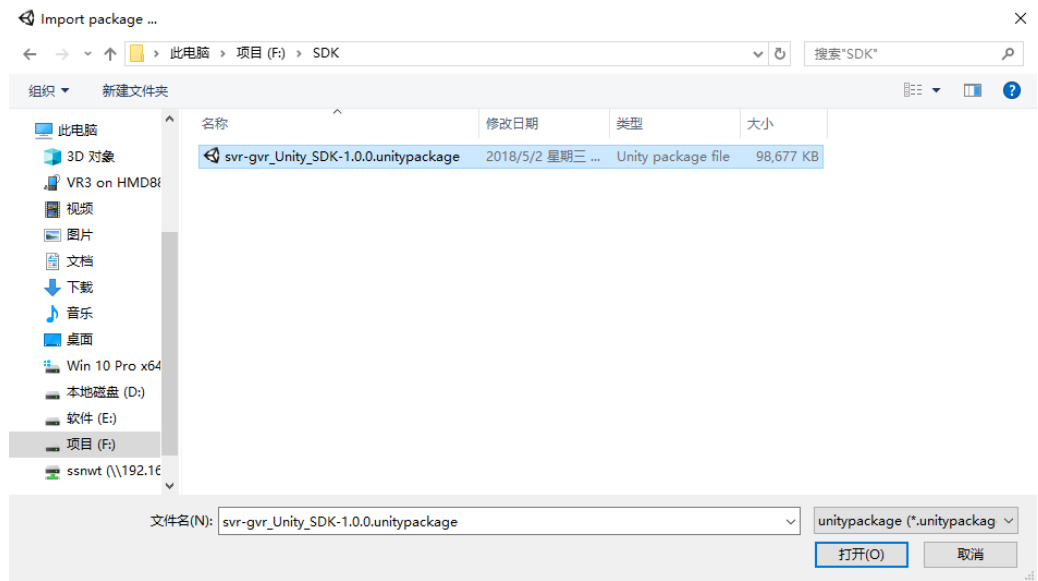 Import package ...
此电脑 › 项目 (F:) › SDK
搜索"SDK"
组织 新建文件夹
名称 修改日期 类型 大小
svr-gvr_Unity_SDK-1.0.0.unitypackage 2018/5/2 星期三 ... Unity package file 98,677 KB
此电脑
3D 对象
VR3 on HMD88
视频
图片
文档
下载
音乐
桌面
Win 10 Pro x64
本地磁盘 (D:)
软件 (E:)
项目 (F:)
ssnwt (\\192.16
文件名(N): svr-gvr_Unity_SDK-1.0.0.unitypackage
unitypackage (*.unitypackag
打开(O) 取消